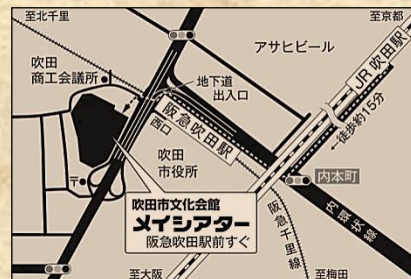 至北千里
至京都
アサヒビール
吹田
商工会議所
地下道
出入口
JR吹田駅
阪急吹田駅
西口
徒歩約15分
吹田
市役所
内本町
吹田市文化会館
メイシアター
阪急吹田駅前すぐ
内環状線
阪急千里線
至大阪
至梅田